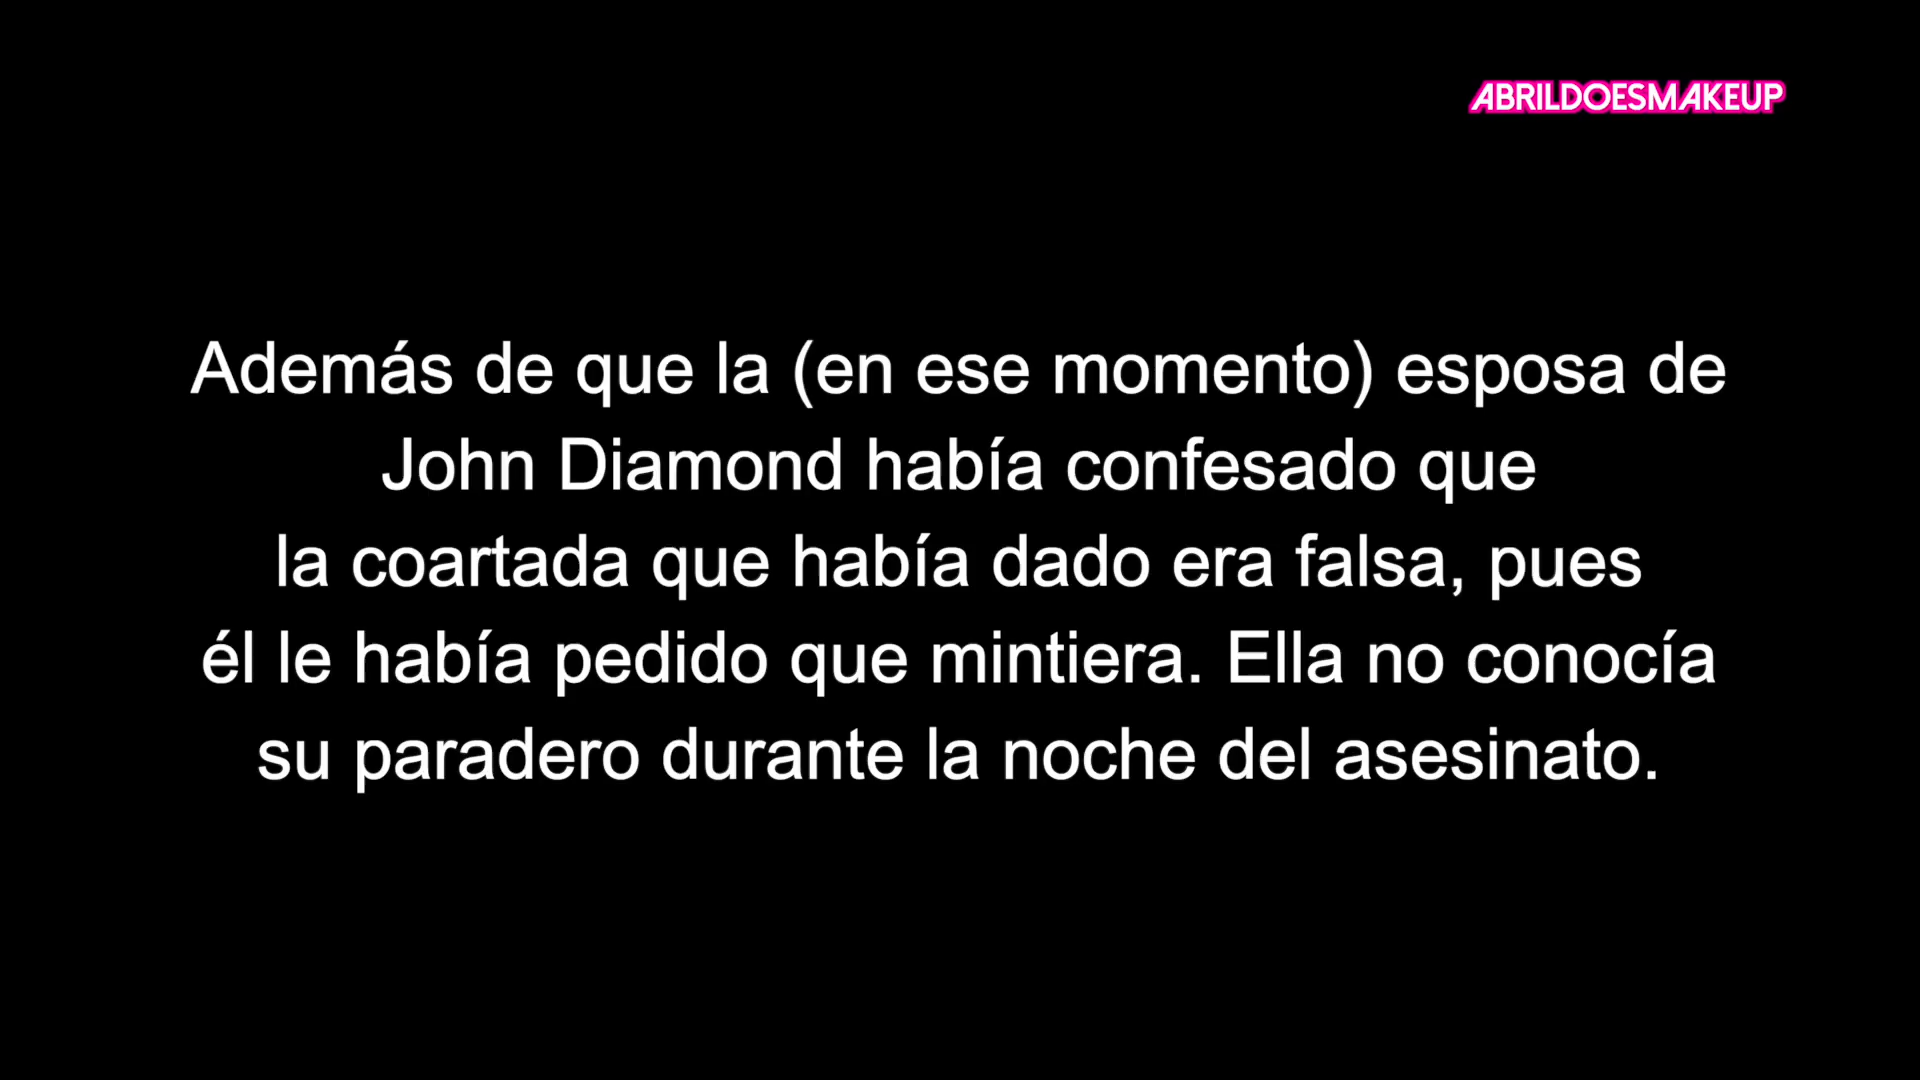 ABRILDOESMAKEUP
Además de que la (en ese momento) esposa de
John Diamond había confesado que
la coartada que había dado era falsa, pues
él le había pedido que mintiera. Ella no conocía
su paradero durante la noche del asesinato.